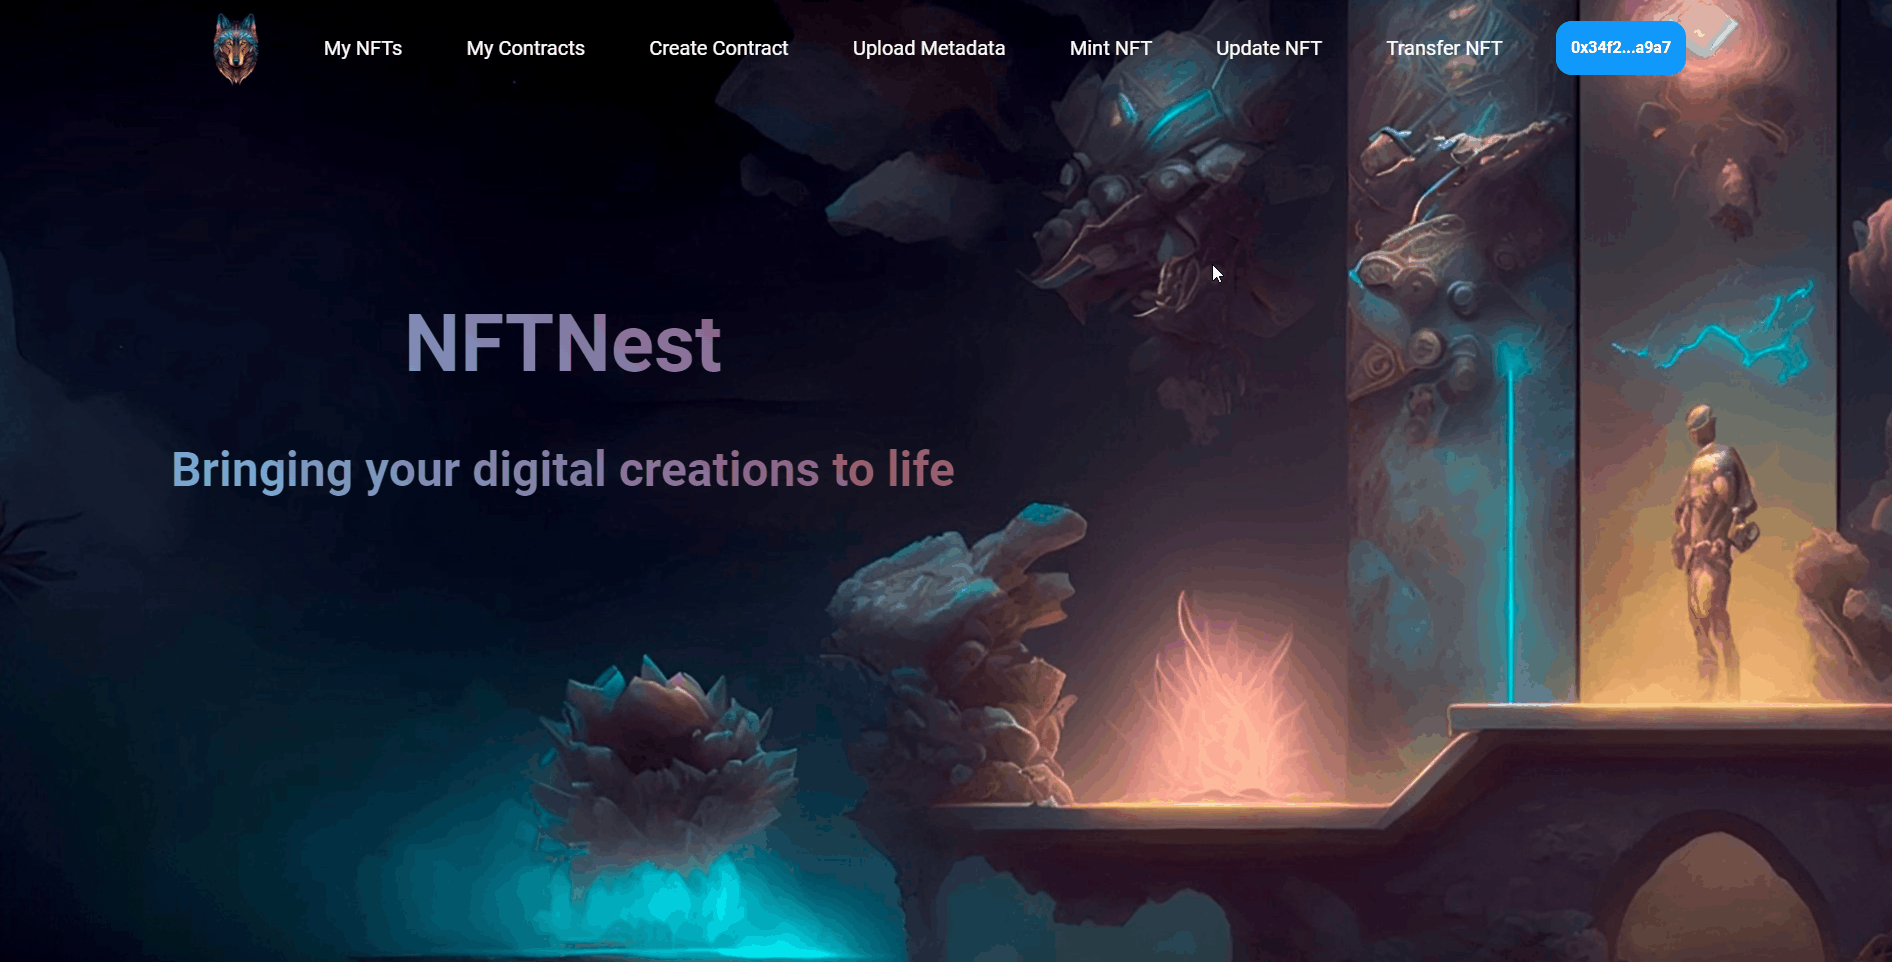 My NFTs My Contracts Create Contract Upload Metadata Mint NFT Update NFT Transfer NFT 0x34f2...a9a7
NFTNest
Bringing your digital creations to life